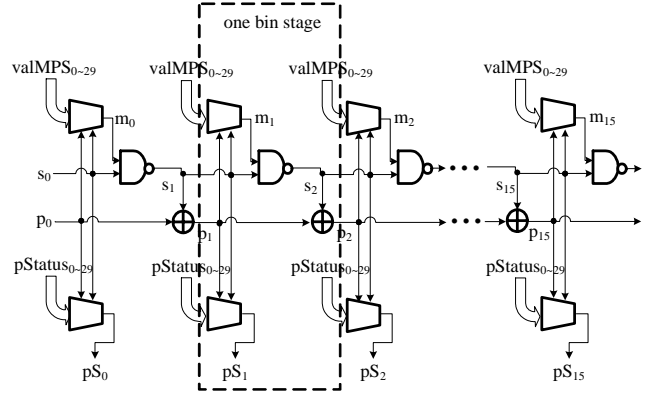 one bin stage
valMPS0~29 valMPS0~29 valMPS0~29 valMPS0~29
m0 m1 m2 m15
s0 s1 s2 s15
p0 p1 p2 p15
pStatus0~29 pStatus0~29 pStatus0~29 pStatus0~29
pS0 pS1 pS2 pS15